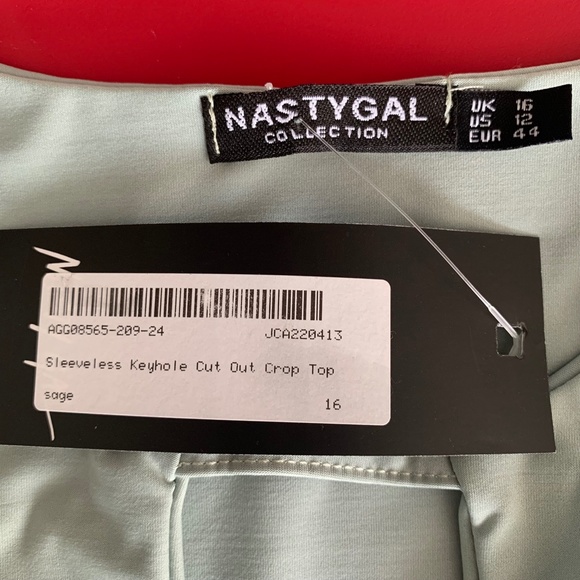 NASTYGAL
COLLECTION
UK 16
US 12
EUR 44
AGG08565-209-24 JCA220413
Sleeveless Keyhole Cut Out Crop Top
sage 16